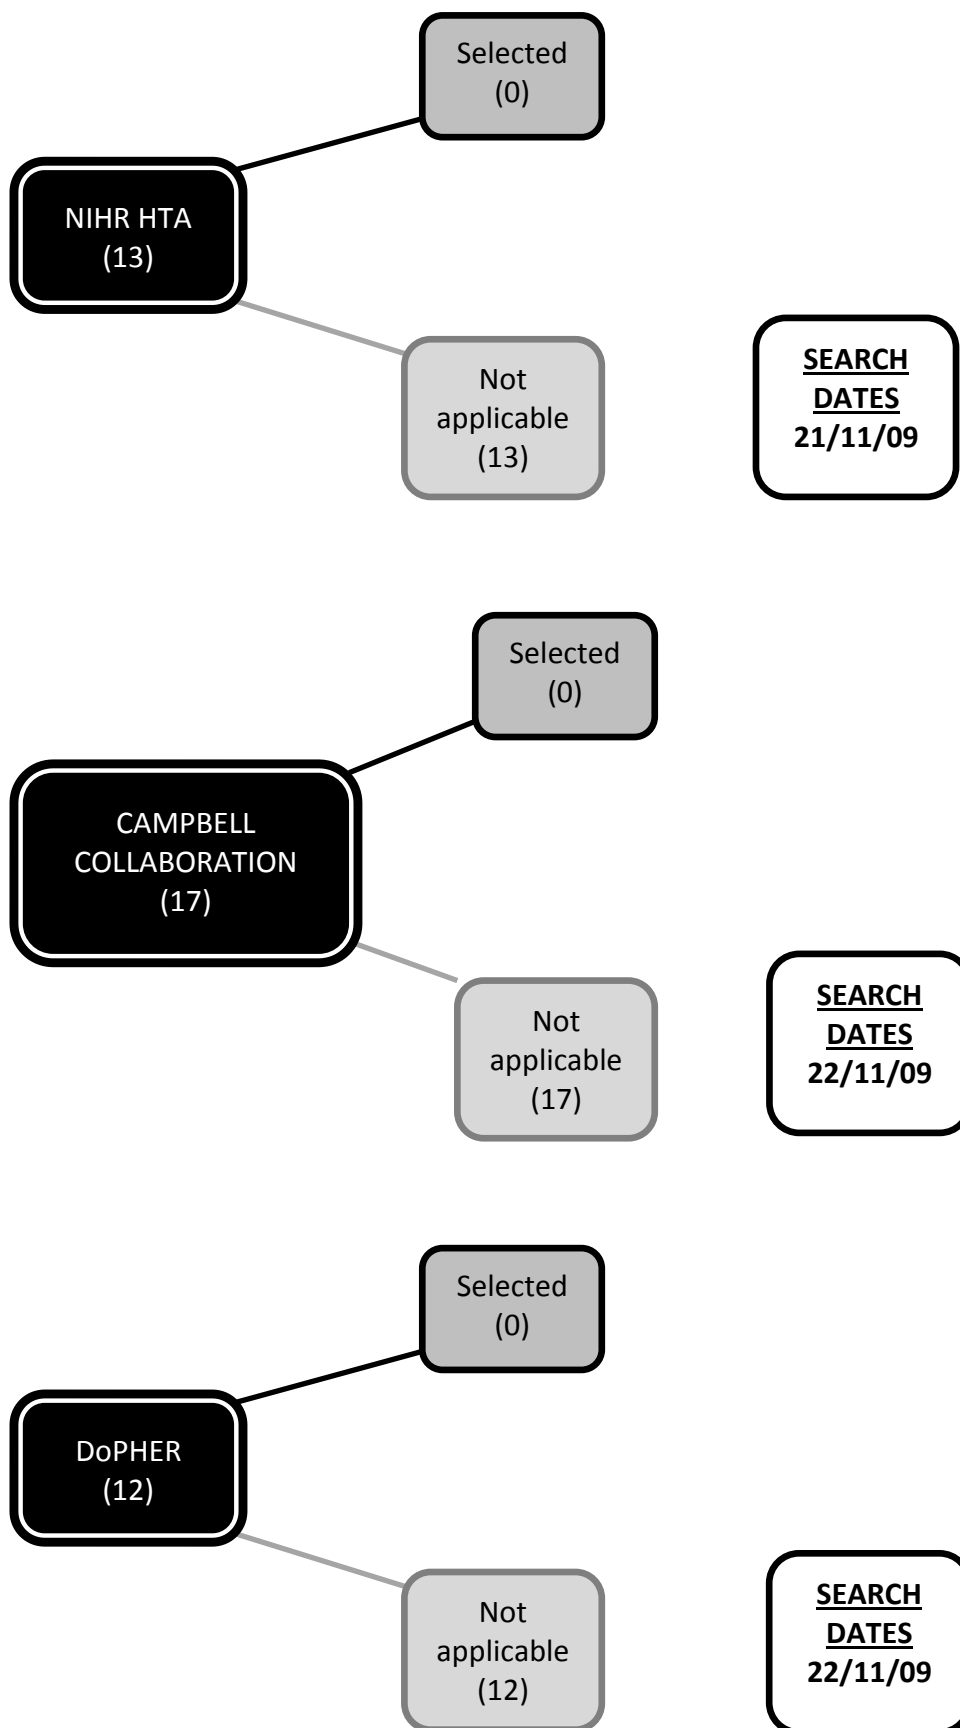 Selected
(0)
NIHR HTA
(13)
Not
applicable
(13)
SEARCH
DATES
21/11/09
Selected
(0)
CAMPBELL
COLLABORATION
(17)
Not
applicable
(17)
SEARCH
DATES
22/11/09
Selected
(0)
DoPHER
(12)
Not
applicable
(12)
SEARCH
DATES
22/11/09